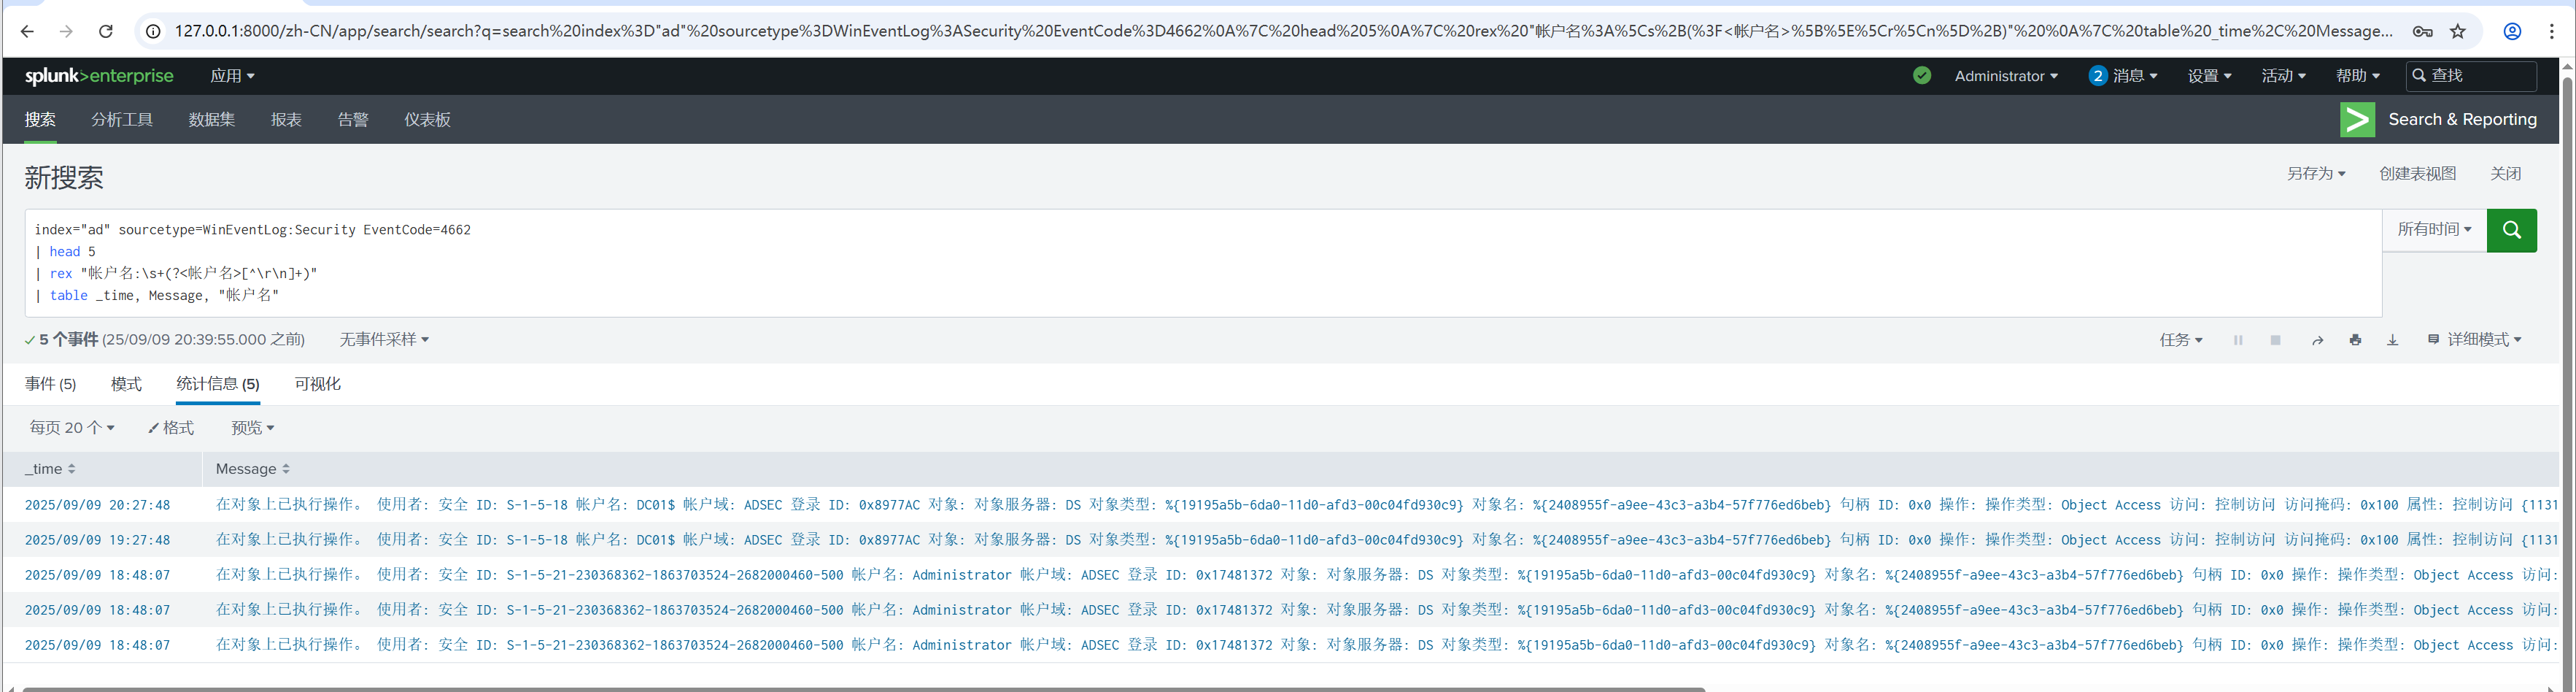 127.0.0.1:8000/zh-CN/app/search/search?q=search%20index%3D"ad"%20sourcetype%3DWinEventLog%3ASecurity%20EventCode%3D4662%0A%7C%20head%205%0A%7C%20rex%20"帐户名%3A%5Cs%2B(%3F<帐户名>%5B%5E%5Cr%5Cn%5D%2B)"%20%0A%7C%20table%20_time%2C%20Message...
splunk>enterprise 应用 Administrator 2 消息 设置 活动 帮助 查找
搜索 分析工具 数据集 报表 告警 仪表板 > Search & Reporting
新搜索 另存为 创建表视图 关闭
index="ad" sourcetype=WinEventLog:Security EventCode=4662 所有时间
| head 5
| rex "帐户名:\s+(?<帐户名>[^\r\n]+)"
| table _time, Message, "帐户名"
5 个事件 (25/09/09 20:39:55.000 之前) 无事件采样 任务 详细模式
事件 (5) 模式 统计信息 (5) 可视化
每页 20 个 格式 预览
_time Message
2025/09/09 20:27:48 在对象上已执行操作。 使用者: 安全 ID: S-1-5-18 帐户名: DC01$ 帐户域: ADSEC 登录 ID: 0x8977AC 对象: 对象服务器: DS 对象类型: %{19195a5b-6da0-11d0-afd3-00c04fd930c9} 对象名: %{2408955f-a9ee-43c3-a3b4-57f776ed6beb} 句柄 ID: 0x0 操作: 操作类型: Object Access 访问: 控制访问 访问掩码: 0x100 属性: 控制访问 {1131
2025/09/09 19:27:48 在对象上已执行操作。 使用者: 安全 ID: S-1-5-18 帐户名: DC01$ 帐户域: ADSEC 登录 ID: 0x8977AC 对象: 对象服务器: DS 对象类型: %{19195a5b-6da0-11d0-afd3-00c04fd930c9} 对象名: %{2408955f-a9ee-43c3-a3b4-57f776ed6beb} 句柄 ID: 0x0 操作: 操作类型: Object Access 访问: 控制访问 访问掩码: 0x100 属性: 控制访问 {1131
2025/09/09 18:48:07 在对象上已执行操作。 使用者: 安全 ID: S-1-5-21-230368362-1863703524-2682000460-500 帐户名: Administrator 帐户域: ADSEC 登录 ID: 0x17481372 对象: 对象服务器: DS 对象类型: %{19195a5b-6da0-11d0-afd3-00c04fd930c9} 对象名: %{2408955f-a9ee-43c3-a3b4-57f776ed6beb} 句柄 ID: 0x0 操作: 操作类型: Object Access 访问:
2025/09/09 18:48:07 在对象上已执行操作。 使用者: 安全 ID: S-1-5-21-230368362-1863703524-2682000460-500 帐户名: Administrator 帐户域: ADSEC 登录 ID: 0x17481372 对象: 对象服务器: DS 对象类型: %{19195a5b-6da0-11d0-afd3-00c04fd930c9} 对象名: %{2408955f-a9ee-43c3-a3b4-57f776ed6beb} 句柄 ID: 0x0 操作: 操作类型: Object Access 访问:
2025/09/09 18:48:07 在对象上已执行操作。 使用者: 安全 ID: S-1-5-21-230368362-1863703524-2682000460-500 帐户名: Administrator 帐户域: ADSEC 登录 ID: 0x17481372 对象: 对象服务器: DS 对象类型: %{19195a5b-6da0-11d0-afd3-00c04fd930c9} 对象名: %{2408955f-a9ee-43c3-a3b4-57f776ed6beb} 句柄 ID: 0x0 操作: 操作类型: Object Access 访问: